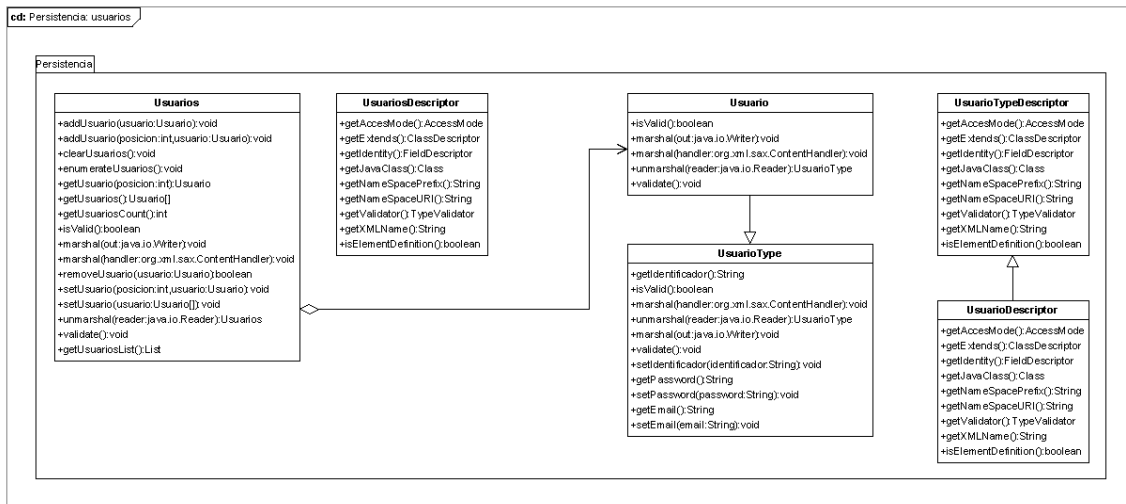 cd: Persistencia: usuarios
Persistencia
Usuarios
+addUsuario(usuario:Usuario):void
+addUsuario(posicion:int,usuario:Usuario):void
+clearUsuarios():void
+enumerateUsuarios():void
+getUsuario(posicion:int):Usuario
+getUsuarios():Usuario[]
+getUsuariosCount():int
+isValid():boolean
+marshal(out:java.io.Writer):void
+marshal(handler:org.xml.sax.ContentHandler):void
+removeUsuario(usuario:Usuario):boolean
+setUsuario(posicion:int,usuario:Usuario):void
+setUsuario(usuario:Usuario[]):void
+unmarshal(reader:java.io.Reader):Usuarios
+validate():void
+getUsuariosList():List
UsuariosDescriptor
+getAccesMode():AccessMode
+getExtends():ClassDescriptor
+getIdentity():FieldDescriptor
+getJavaClass():Class
+getNameSpacePrefix():String
+getNameSpaceURI():String
+getValidator():TypeValidator
+getXMLName():String
+isElementDefinition():boolean
Usuario
+isValid():boolean
+marshal(out:java.io.Writer):void
+marshal(handler:org.xml.sax.ContentHandler):void
+unmarshal(reader:java.io.Reader):UsuarioType
+validate():void
UsuarioType
+getIdentificador():String
+isValid():boolean
+marshal(handler:org.xml.sax.ContentHandler):void
+unmarshal(reader:java.io.Reader):UsuarioType
+marshal(out:java.io.Writer):void
+validate():void
+setIdentificador(identificador:String):void
+getPassword():String
+setPassword(password:String):void
+getEmail():String
+setEmail(email:String):void
UsuarioTypeDescriptor
+getAccesMode():AccessMode
+getExtends():ClassDescriptor
+getIdentity():FieldDescriptor
+getJavaClass():Class
+getNameSpacePrefix():String
+getNameSpaceURI():String
+getValidator():TypeValidator
+getXMLName():String
+isElementDefinition():boolean
UsuarioDescriptor
+getAccesMode():AccessMode
+getExtends():ClassDescriptor
+getIdentity():FieldDescriptor
+getJavaClass():Class
+getNameSpacePrefix():String
+getNameSpaceURI():String
+getValidator():TypeValidator
+getXMLName():String
+isElementDefinition():boolean